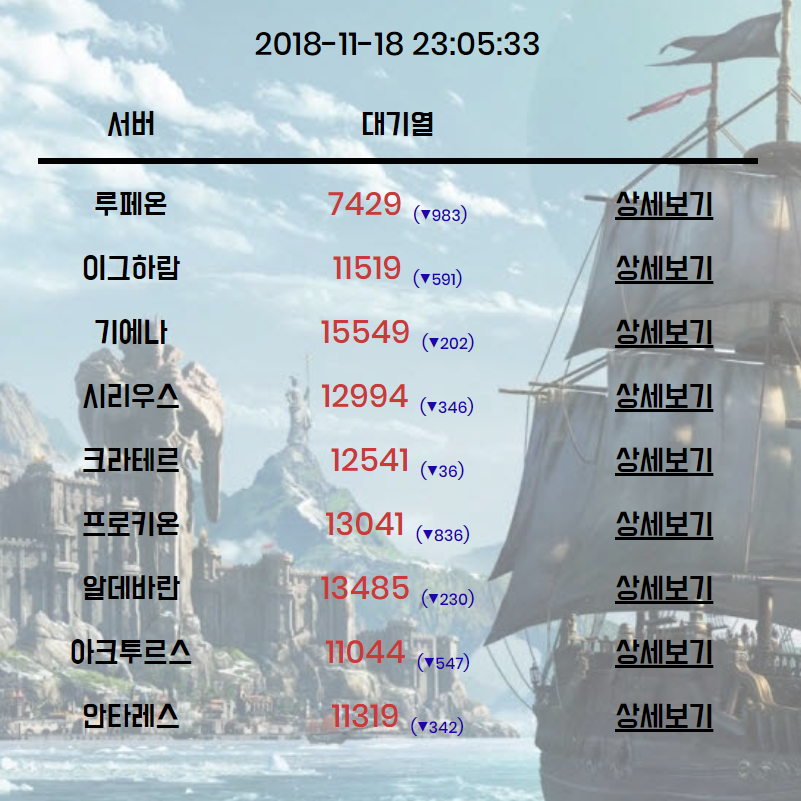 2018-11-18 23:05:33
서버 대기열
루페온 7429 (▼983) 상세보기
이그하람 11519 (▼591) 상세보기
기에나 15549 (▼202) 상세보기
시리우스 12994 (▼346) 상세보기
크라테르 12541 (▼36) 상세보기
프로키온 13041 (▼836) 상세보기
알데바란 13485 (▼230) 상세보기
아크투르스 11044 (▼547) 상세보기
안타레스 11319 (▼342) 상세보기